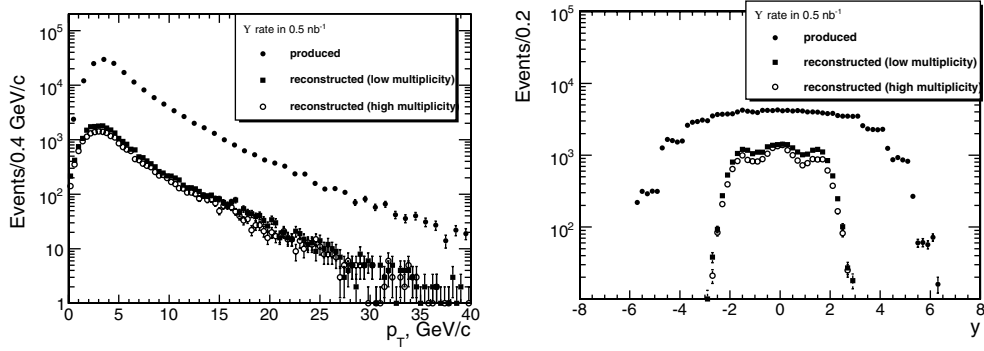 Events/0.4 GeV/c
10⁵
10⁴
10³
10²
10
1
ϒ rate in 0.5 nb⁻¹
produced
reconstructed (low multiplicity)
reconstructed (high multiplicity)
0 5 10 15 20 25 30 35 40
p_T, GeV/c
Events/0.2
10⁵
10⁴
10³
10²
ϒ rate in 0.5 nb⁻¹
produced
reconstructed (low multiplicity)
reconstructed (high multiplicity)
-8 -6 -4 -2 0 2 4 6 8
y